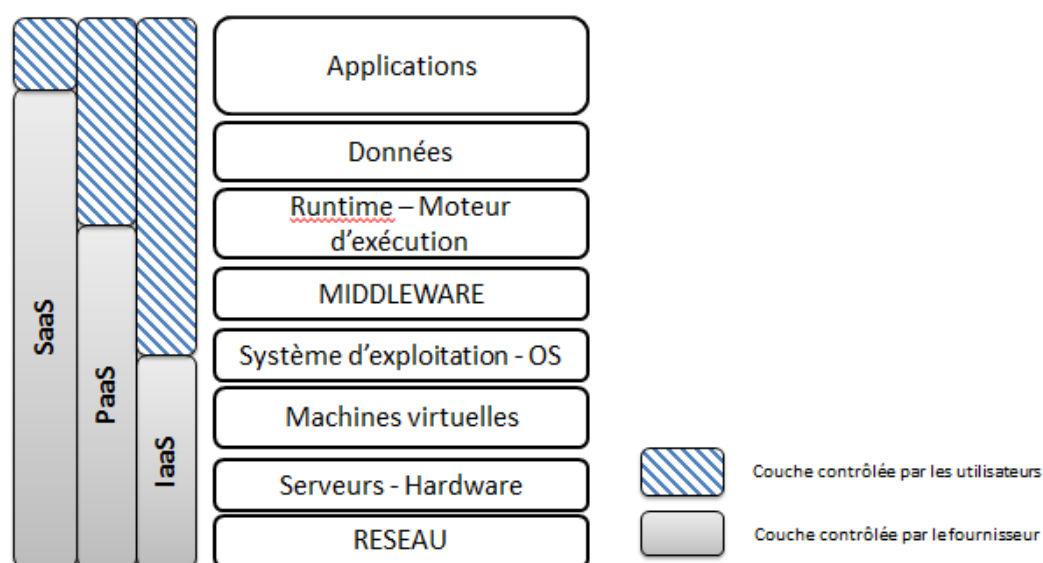 Applications
Données
Runtime – Moteur
d'exécution
MIDDLEWARE
Système d'exploitation - OS
Machines virtuelles
Serveurs - Hardware
RESEAU
SaaS
PaaS
IaaS
Couche contrôlée par les utilisateurs
Couche contrôlée par le fournisseur